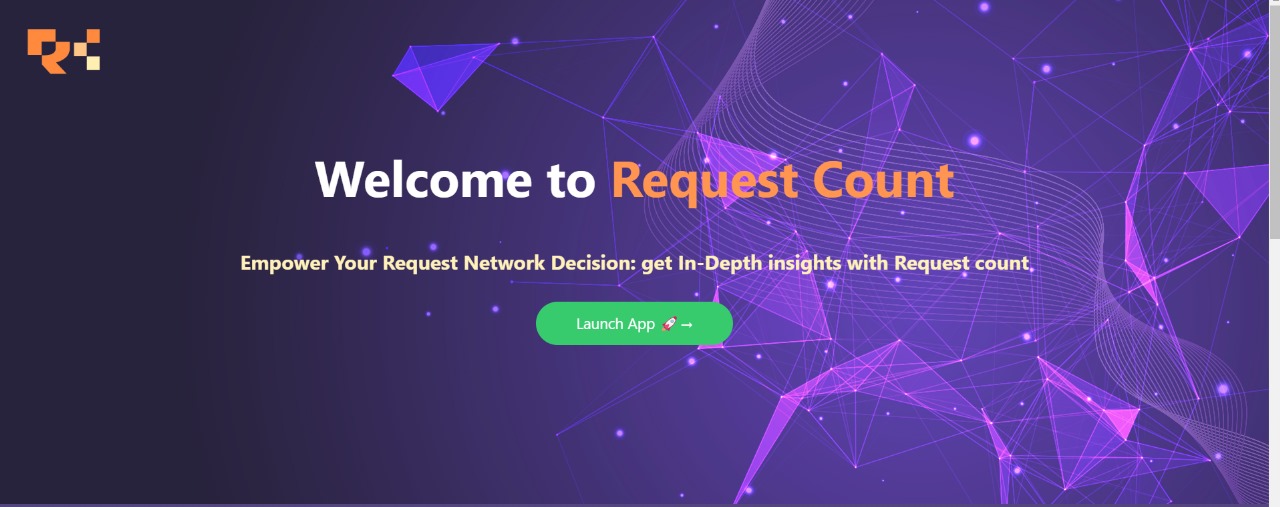 Welcome to Request Count
Empower Your Request Network Decision: get In-Depth insights with Request count
Launch App 🚀→